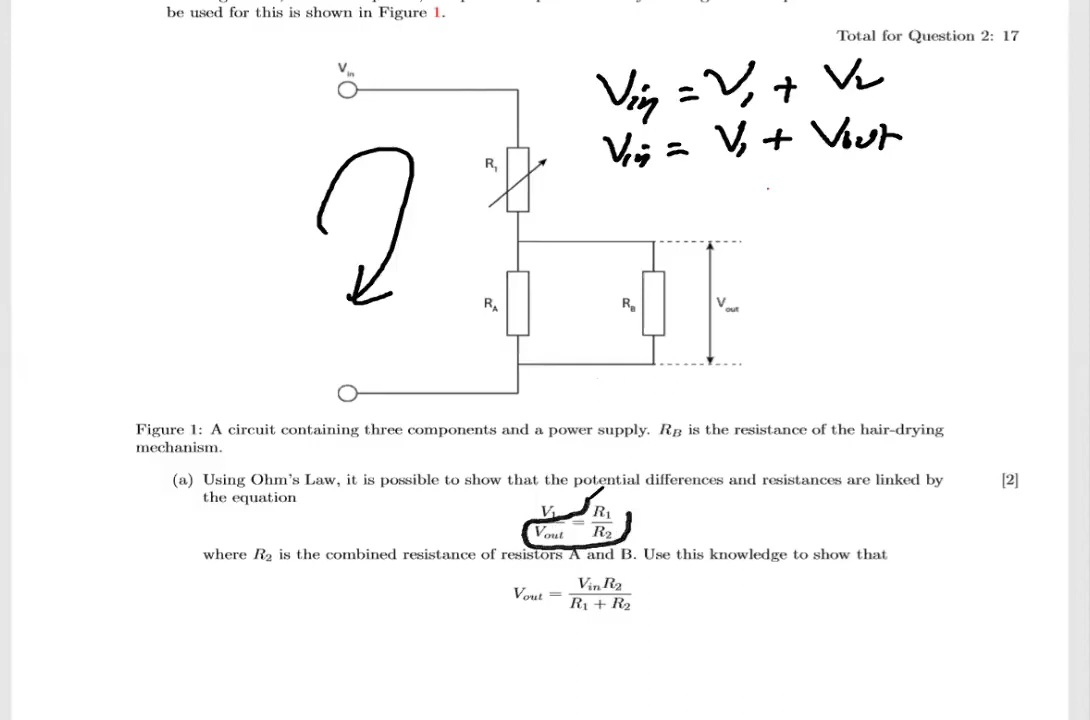 be used for this is shown in Figure 1.
Total for Question 2: 17
Vin
Vin = V1 + V2
Vin = V1 + Vout
R1
RA
RB
Vout
Figure 1: A circuit containing three components and a power supply. RB is the resistance of the hair-drying
mechanism.
(a) Using Ohm's Law, it is possible to show that the potential differences and resistances are linked by [2]
the equation
V1/Vout = R1/R2
where R2 is the combined resistance of resistors A and B. Use this knowledge to show that
Vout = VinR2/R1 + R2